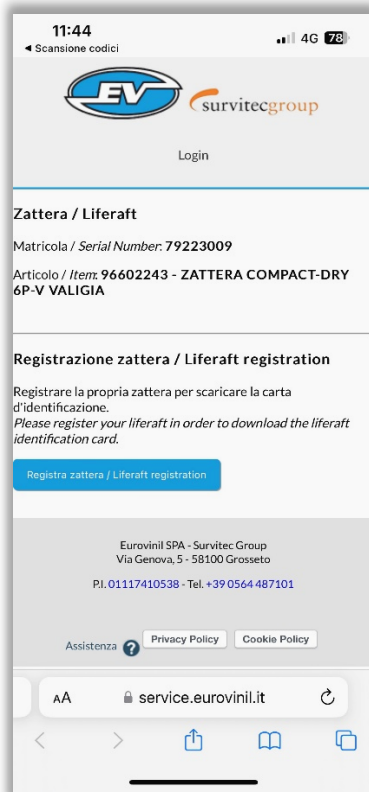 11:44
4G 78
◀ Scansione codici
EV survitecgroup
Login
Zattera / Liferaft
Matricola / Serial Number: 79223009
Articolo / Item: 96602243 - ZATTERA COMPACT-DRY
6P-V VALIGIA
Registrazione zattera / Liferaft registration
Registrare la propria zattera per scaricare la carta
d'identificazione.
Please register your liferaft in order to download the liferaft
identification card.
Registra zattera / Liferaft registration
Eurovinil SPA - Survitec Group
Via Genova, 5 - 58100 Grosseto
P.I. 01117410538 - Tel. +39 0564 487101
Assistenza ? Privacy Policy Cookie Policy
AA service.eurovinil.it